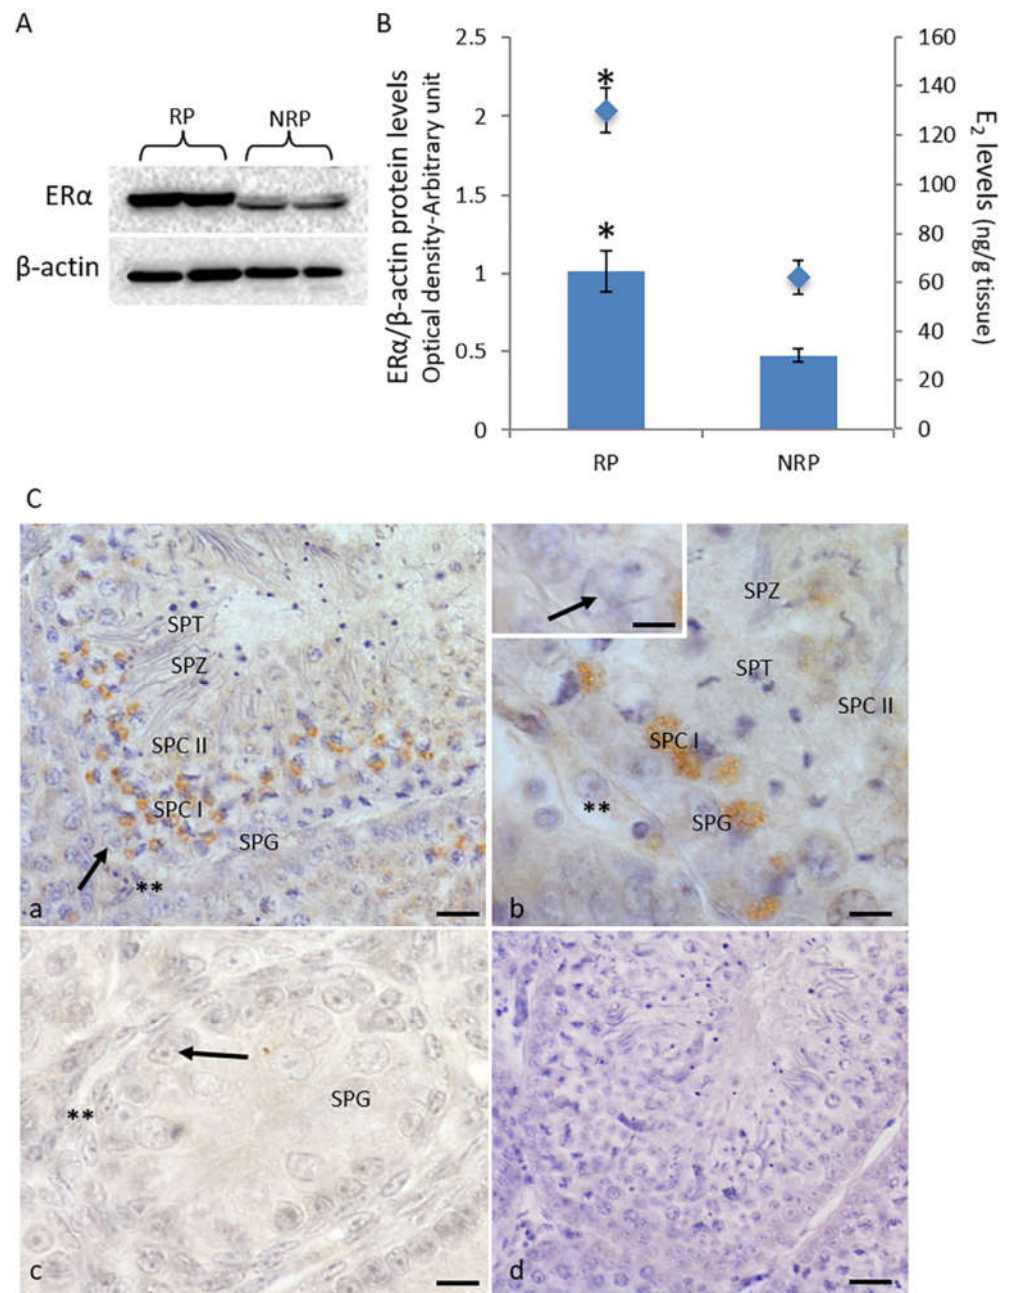 A
RP NRP
ERα
β-actin
B
ERα/β-actin protein levels
Optical density-Arbitrary unit
2.5
2
1.5
1
0.5
0
*
*
160
140
120
100
80
60
40
20
0
E₂ levels (ng/g tissue)
RP NRP
C
SPT
SPZ
SPC II
SPC I
SPG
**
a
SPZ
SPT
SPC II
SPC I
**
SPG
b
SPG
**
c
d